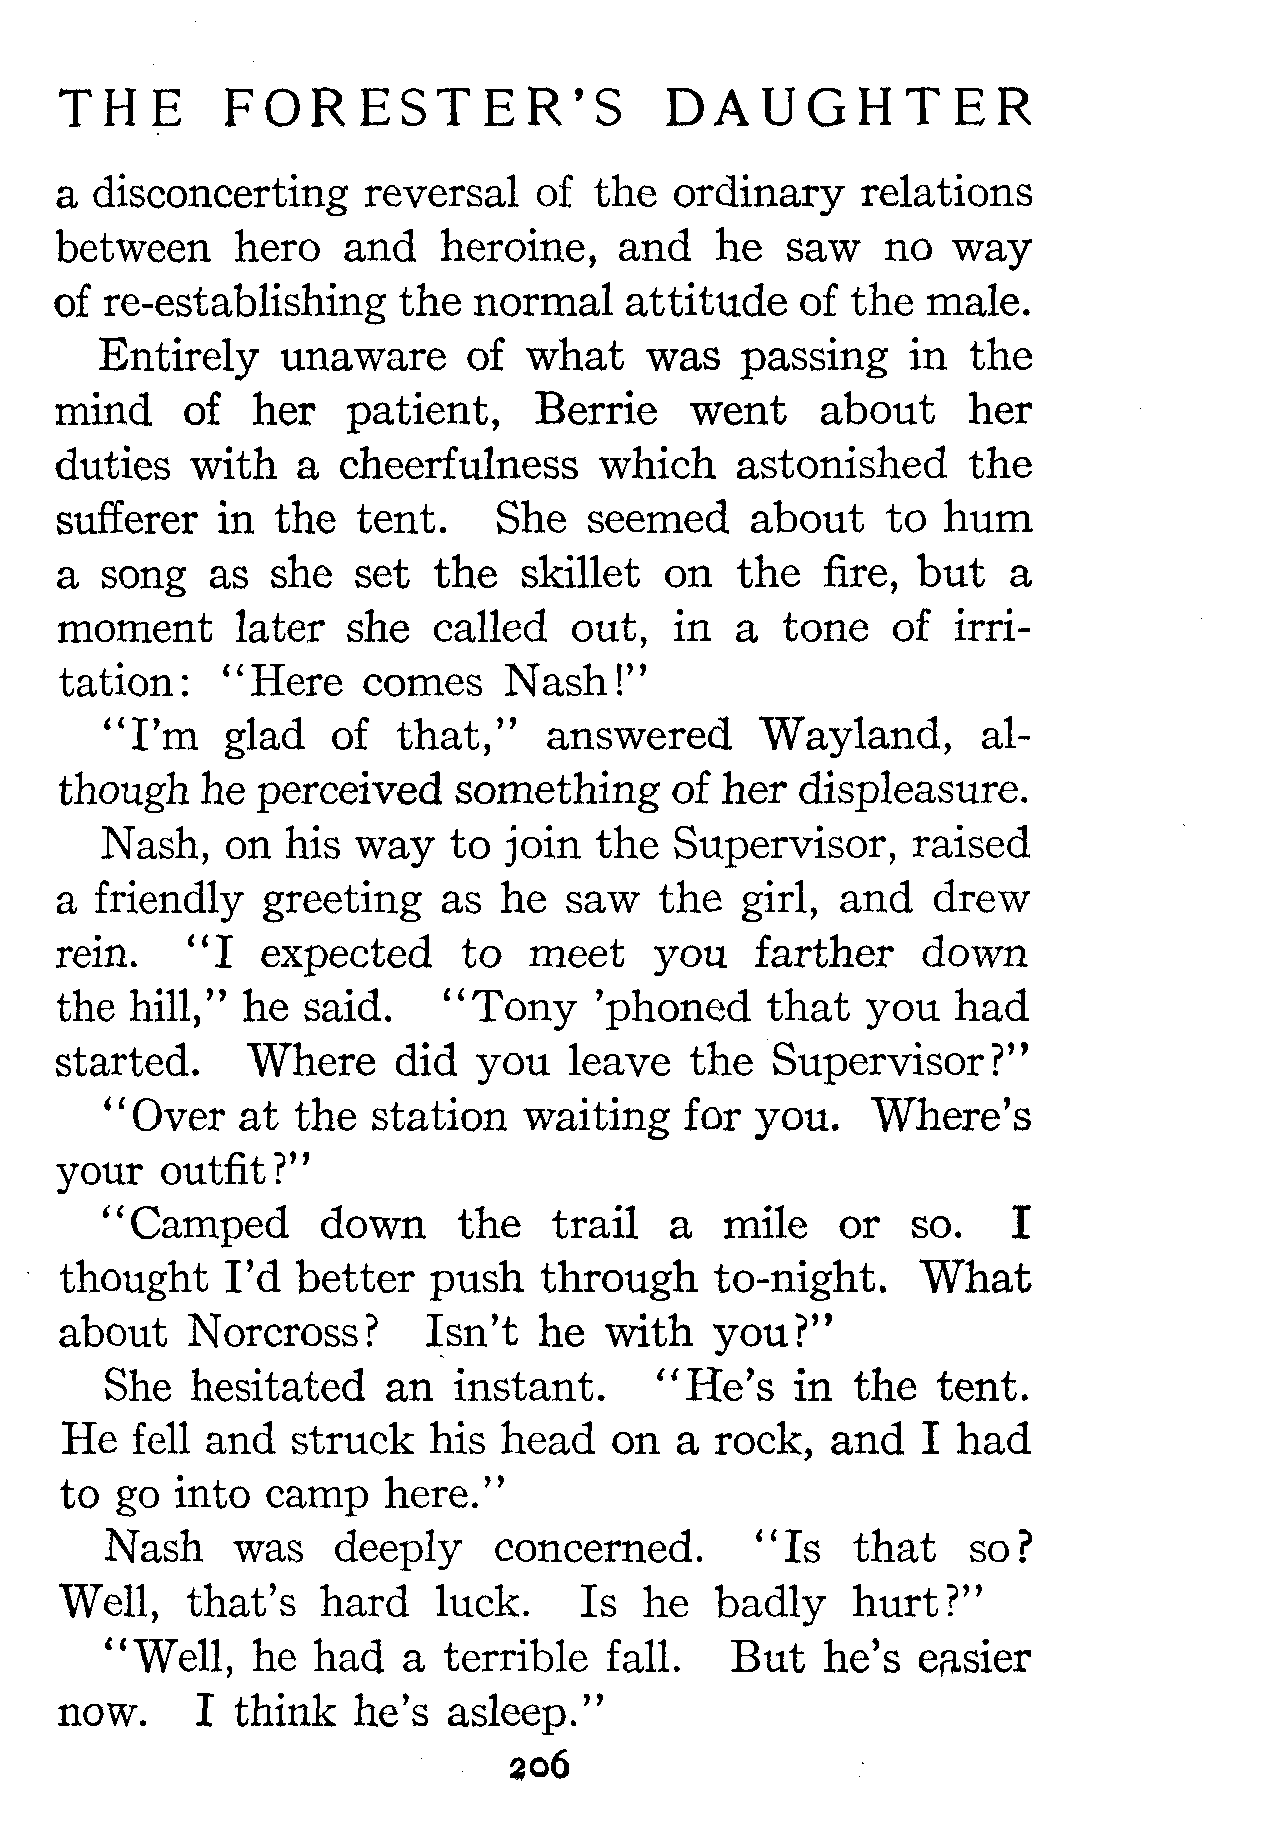 THE FORESTER'S DAUGHTER
a disconcerting reversal of the ordinary relations
between hero and heroine, and he saw no way
of re-establishing the normal attitude of the male.
Entirely unaware of what was passing in the
mind of her patient, Berrie went about her
duties with a cheerfulness which astonished the
sufferer in the tent. She seemed about to hum
a song as she set the skillet on the fire, but a
moment later she called out, in a tone of irri-
tation: "Here comes Nash!"
"I'm glad of that," answered Wayland, al-
though he perceived something of her displeasure.
Nash, on his way to join the Supervisor, raised
a friendly greeting as he saw the girl, and drew
rein. "I expected to meet you farther down
the hill," he said. "Tony 'phoned that you had
started. Where did you leave the Supervisor?"
"Over at the station waiting for you. Where's
your outfit?"
"Camped down the trail a mile or so. I
thought I'd better push through to-night. What
about Norcross? Isn't he with you?"
She hesitated an instant. "He's in the tent.
He fell and struck his head on a rock, and I had
to go into camp here."
Nash was deeply concerned. "Is that so?
Well, that's hard luck. Is he badly hurt?"
"Well, he had a terrible fall. But he's easier
now. I think he's asleep."
206